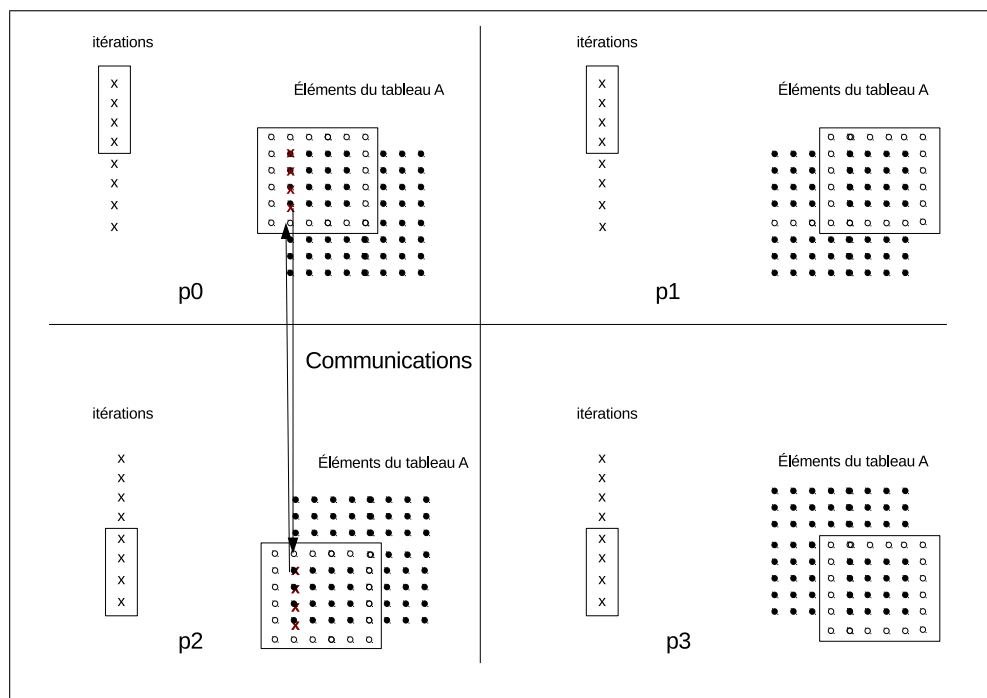 itérations
Éléments du tableau A
x
x
x
x
x
x
x
x
x
x
x
x
p0
itérations
Éléments du tableau A
x
x
x
x
x
x
x
x
p1
Communications
itérations
Éléments du tableau A
x
x
x
x
x
x
x
x
x
x
x
x
p2
itérations
Éléments du tableau A
x
x
x
x
x
x
x
x
p3